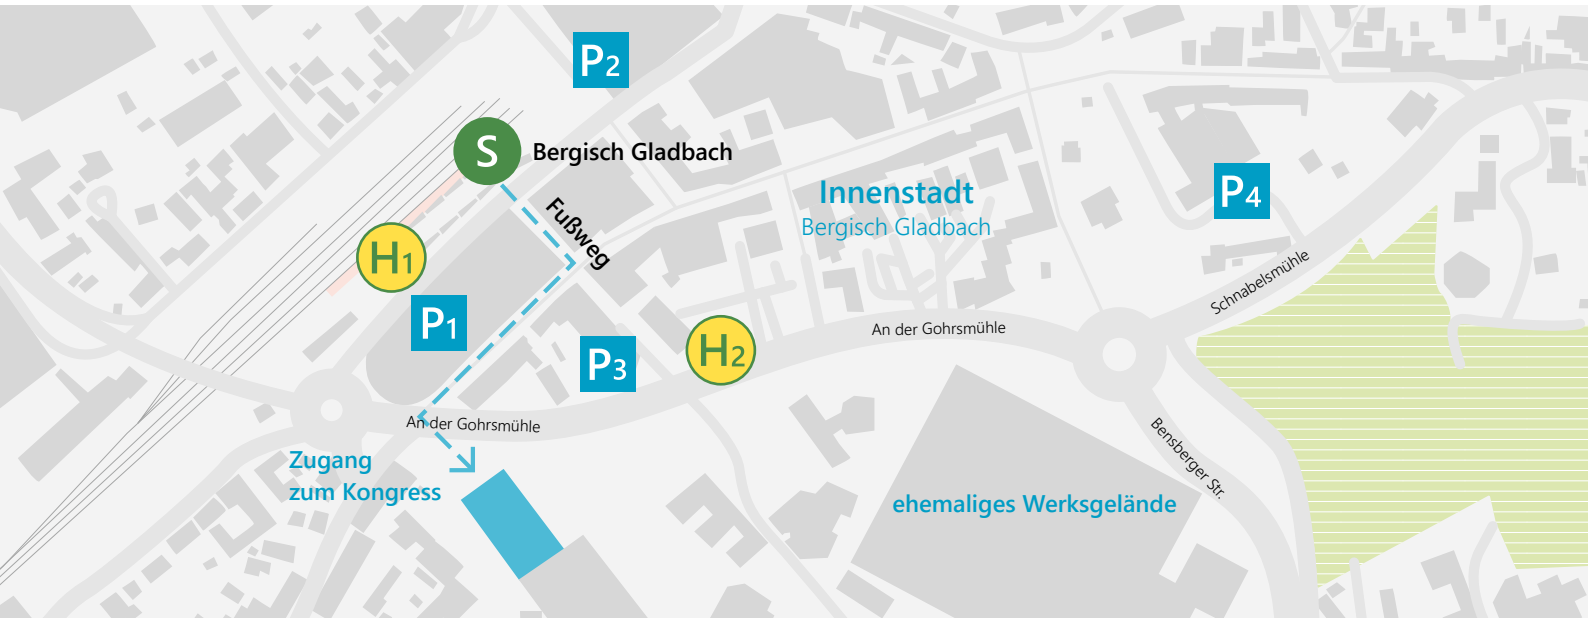 P2
S
Bergisch Gladbach
Fußweg
Innenstadt
Bergisch Gladbach
P4
H1
P1
P3
H2
An der Gohrsmühle
Schnabelsmühle
An der Gohrsmühle
Bensberger Str.
Zugang
zum Kongress
ehemaliges Werksgelände